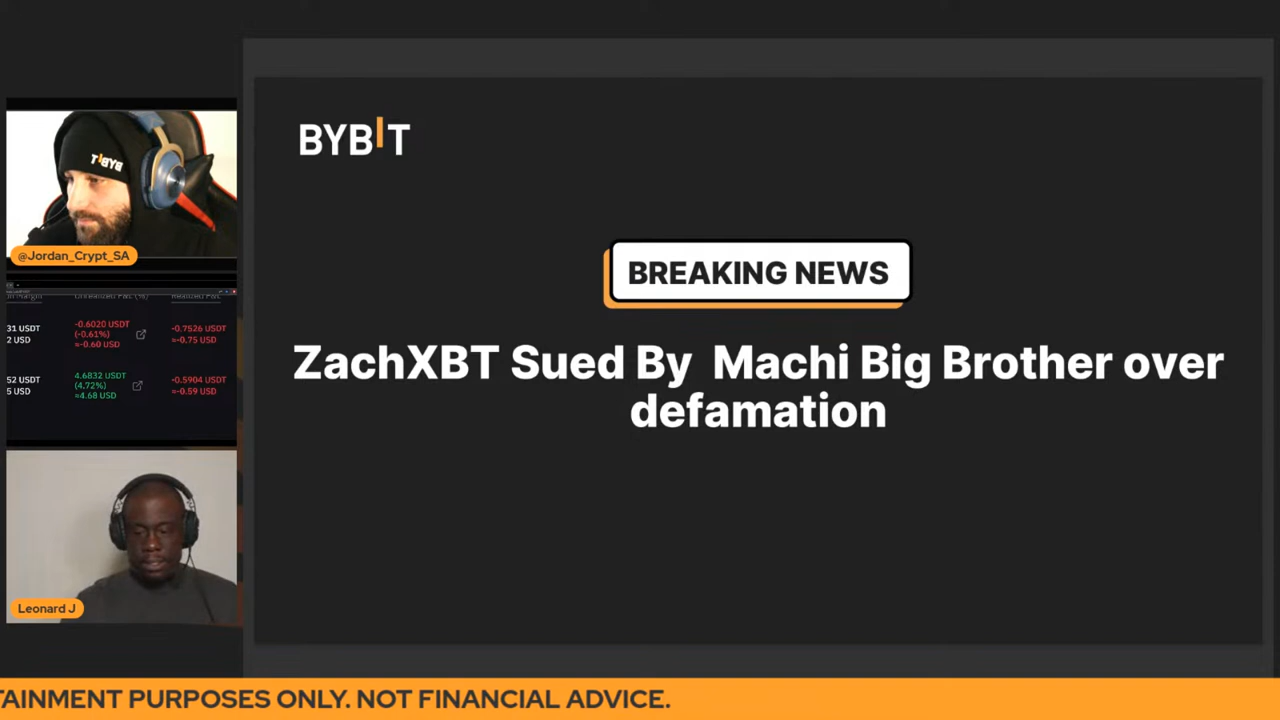 BYBIT
BREAKING NEWS
ZachXBT Sued By Machi Big Brother over
defamation
BYBIT
@Jordan_Crypt_SA
31 USDT
2 USD
-0.6020 USDT
(-0.61%)
≈-0.60 USD
-0.7526 USDT
≈-0.75 USD
52 USDT
5 USD
4.6832 USDT
(4.72%)
≈4.68 USD
-0.5904 USDT
≈-0.59 USD
Leonard J
TAINMENT PURPOSES ONLY. NOT FINANCIAL ADVICE.